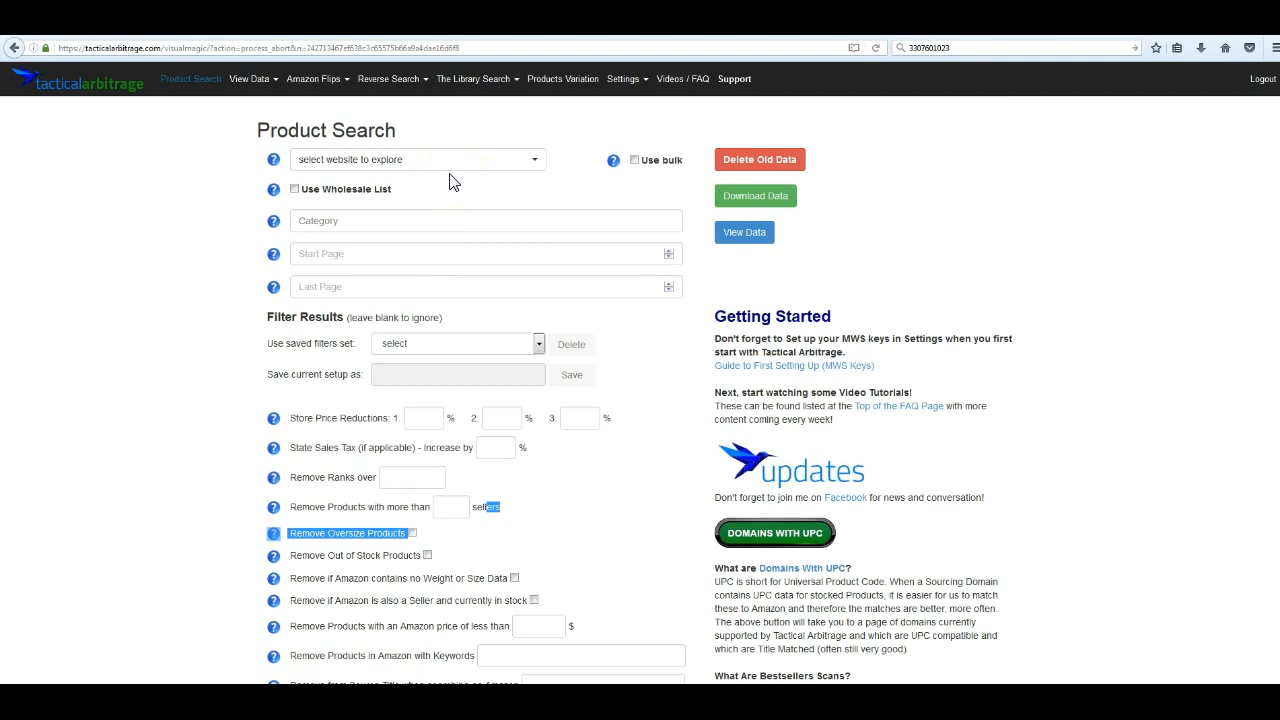 https://tacticalarbitrage.com/visualmagic/?action=process_abort&n=242713467ef638c3c65575b66a9a4dae16d6f8
3307601023
tacticalarbitrage
Product Search View Data Amazon Flips Reverse Search The Library Search Products Variation Settings Videos / FAQ Support Logout
Product Search
select website to explore
Use bulk
Delete Old Data
Use Wholesale List
Download Data
Category
View Data
Start Page
Last Page
Filter Results (leave blank to ignore)
Use saved filters set: select Delete
Save current setup as: Save
Store Price Reductions: 1. % 2. % 3. %
State Sales Tax (if applicable) - Increase by %
Remove Ranks over
Remove Products with more than sellers
Remove Oversize Products
Remove Out of Stock Products
Remove if Amazon contains no Weight or Size Data
Remove if Amazon is also a Seller and currently in stock
Remove Products with an Amazon price of less than $
Remove Products in Amazon with Keywords
Getting Started
Don't forget to Set up your MWS keys in Settings when you first
start with Tactical Arbitrage.
Guide to First Setting Up (MWS Keys)
Next, start watching some Video Tutorials!
These can be found listed at the Top of the FAQ Page with more
content coming every week!
updates
Don't forget to join me on Facebook for news and conversation!
DOMAINS WITH UPC
What are Domains With UPC?
UPC is short for Universal Product Code. When a Sourcing Domain
contains UPC data for stocked Products, it is easier for us to match
these to Amazon and therefore the matches are better, more often.
The above button will take you to a page of domains currently
supported by Tactical Arbitrage and which are UPC compatible and
which are Title Matched (often still very good).
What Are Bestsellers Scans?